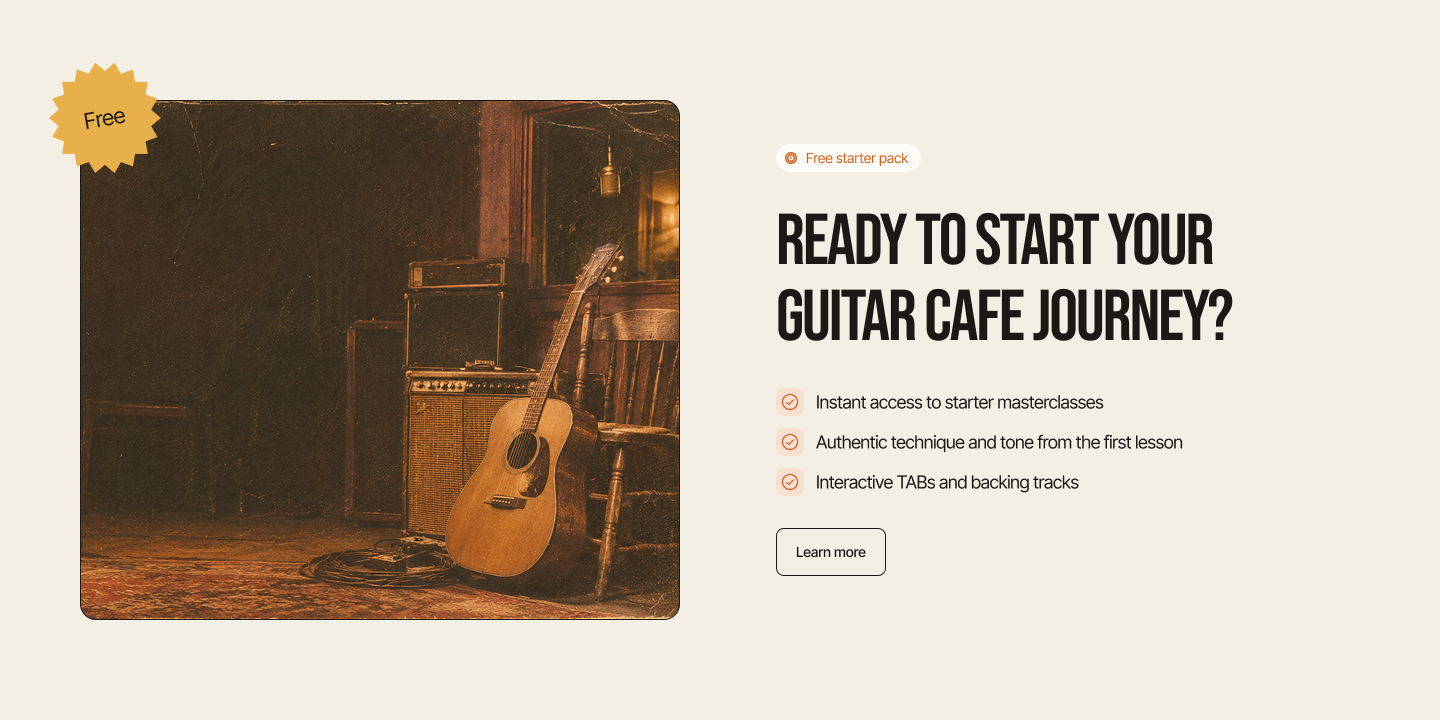 Free
Free starter pack
READY TO START YOUR
GUITAR CAFE JOURNEY?
Instant access to starter masterclasses
Authentic technique and tone from the first lesson
Interactive TABs and backing tracks
Learn more